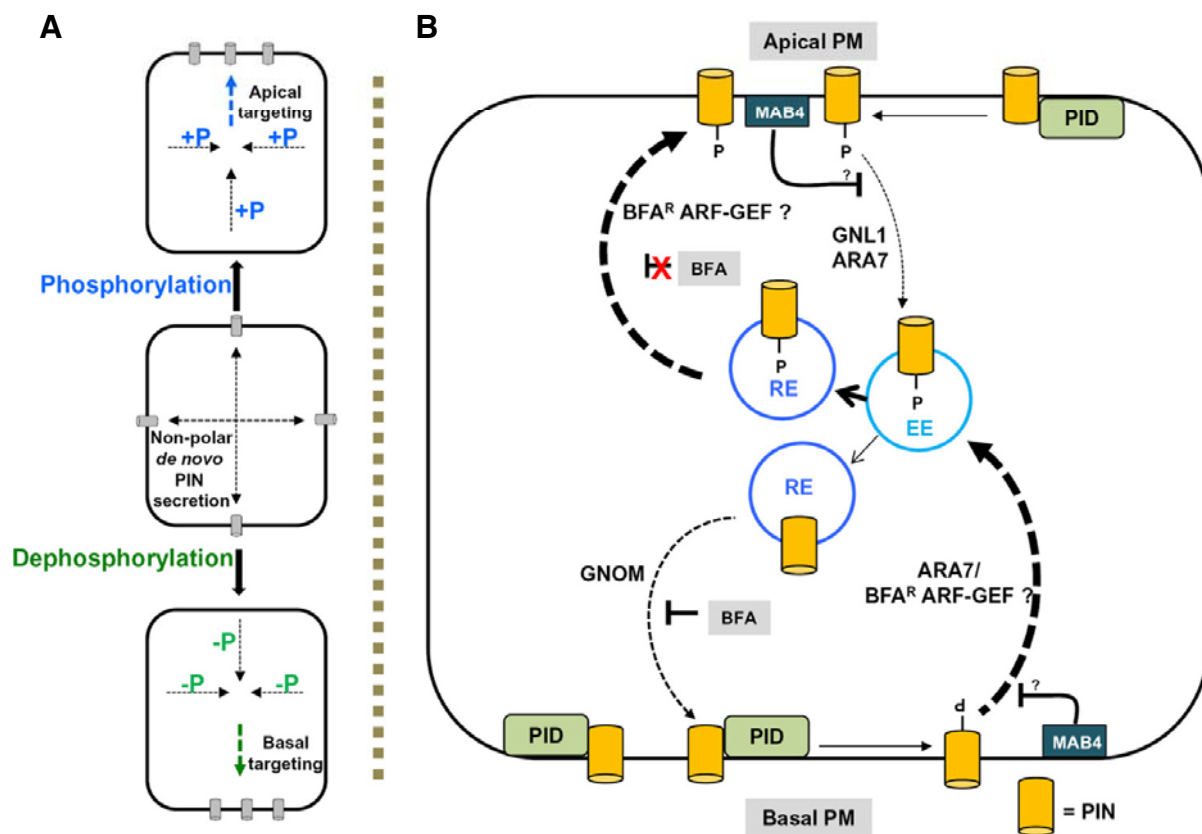 A
Apical
targeting
+P
+P
+P
Phosphorylation
Non-polar
de novo
PIN
secretion
Dephosphorylation
-P
-P
-P
Basal
targeting
B
Apical PM
MAB4
PID
P
P
?
BFAᴿ ARF-GEF ?
GNL1
ARA7
BFA
X
P
RE
P
EE
RE
GNOM
BFA
ARA7/
BFAᴿ ARF-GEF ?
P
?
PID
PID
MAB4
Basal PM
= PIN